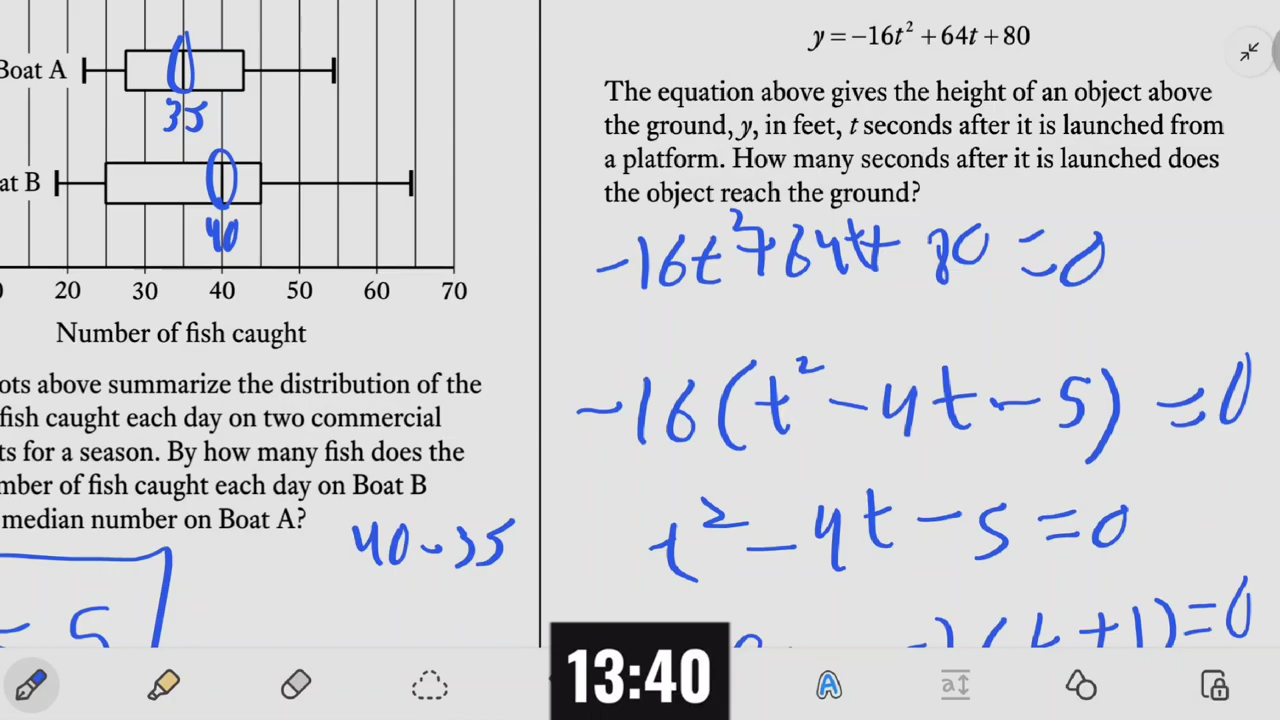 Boat A
35
at B
40
20 30 40 50 60 70
Number of fish caught
ots above summarize the distribution of the
fish caught each day on two commercial
ts for a season. By how many fish does the
mber of fish caught each day on Boat B
median number on Boat A?
40-35
= 5
y = −16t² + 64t + 80
The equation above gives the height of an object above
the ground, y, in feet, t seconds after it is launched from
a platform. How many seconds after it is launched does
the object reach the ground?
-16t²+64t+ 80 =0
-16(t²-4t-5)=0
t²-4t-5=0
(t+1)=0
13:40
A
a